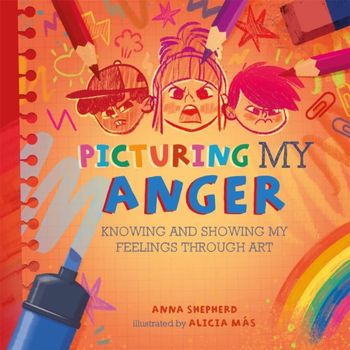 PICTURING MY
ANGER
KNOWING AND SHOWING MY
FEELINGS THROUGH ART
ANNA SHEPHERD
illustrated by ALICIA MÁS